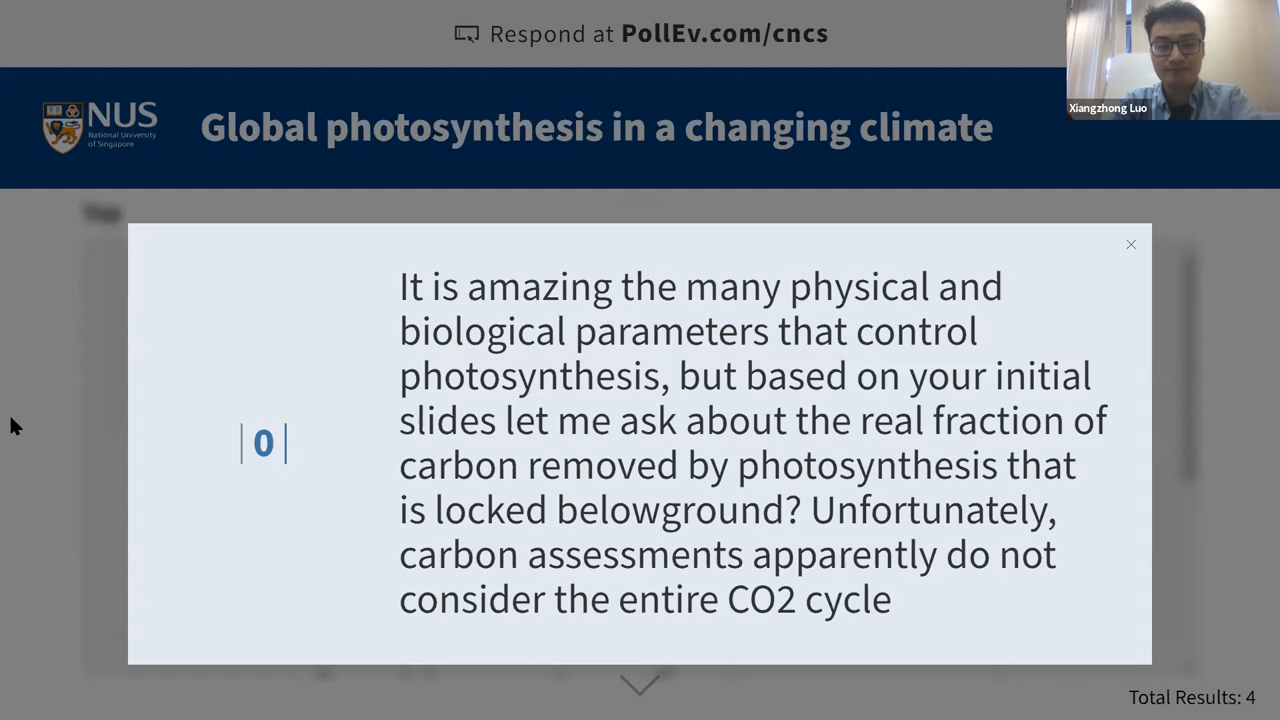 Respond at PollEv.com/cncs
Xiangzhong Luo
NUS
National University
of Singapore
Global photosynthesis in a changing climate
Top
It is amazing the many physical and
biological parameters that control
photosynthesis, but based on your initial
slides let me ask about the real fraction of
carbon removed by photosynthesis that
is locked belowground? Unfortunately,
carbon assessments apparently do not
consider the entire CO2 cycle
0
Total Results: 4